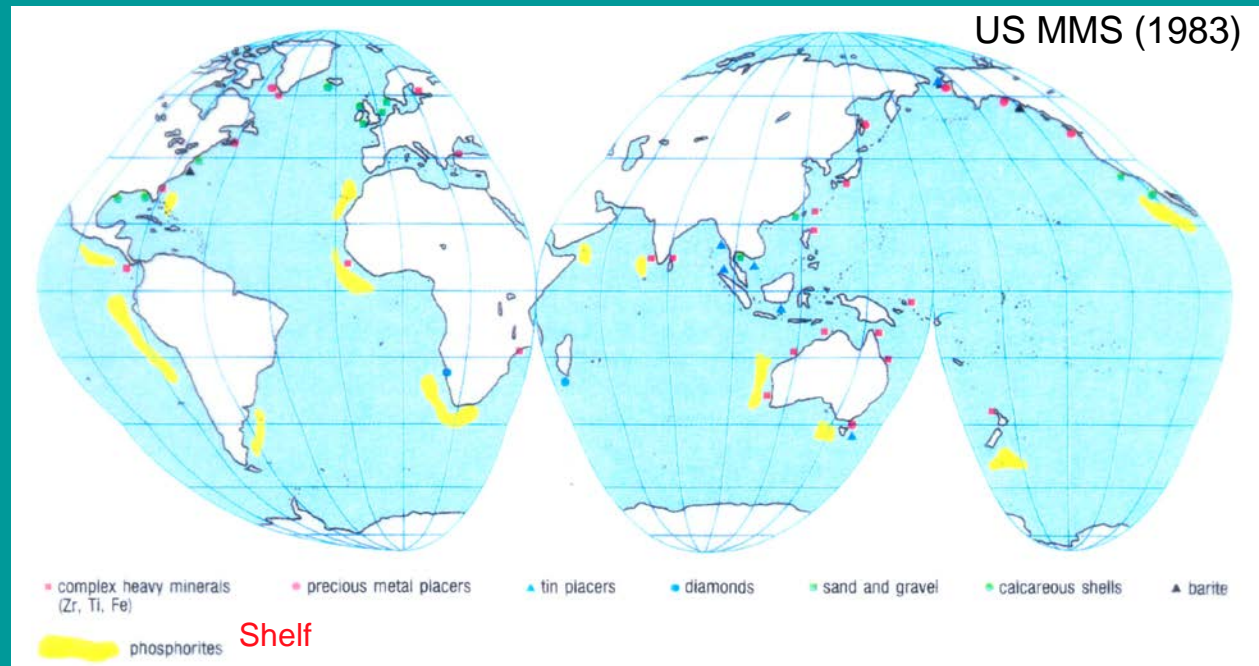 US MMS (1983)
complex heavy minerals
(Zr, Ti, Fe)
precious metal placers
tin placers
diamonds
sand and gravel
calcareous shells
barite
phosphorites
Shelf